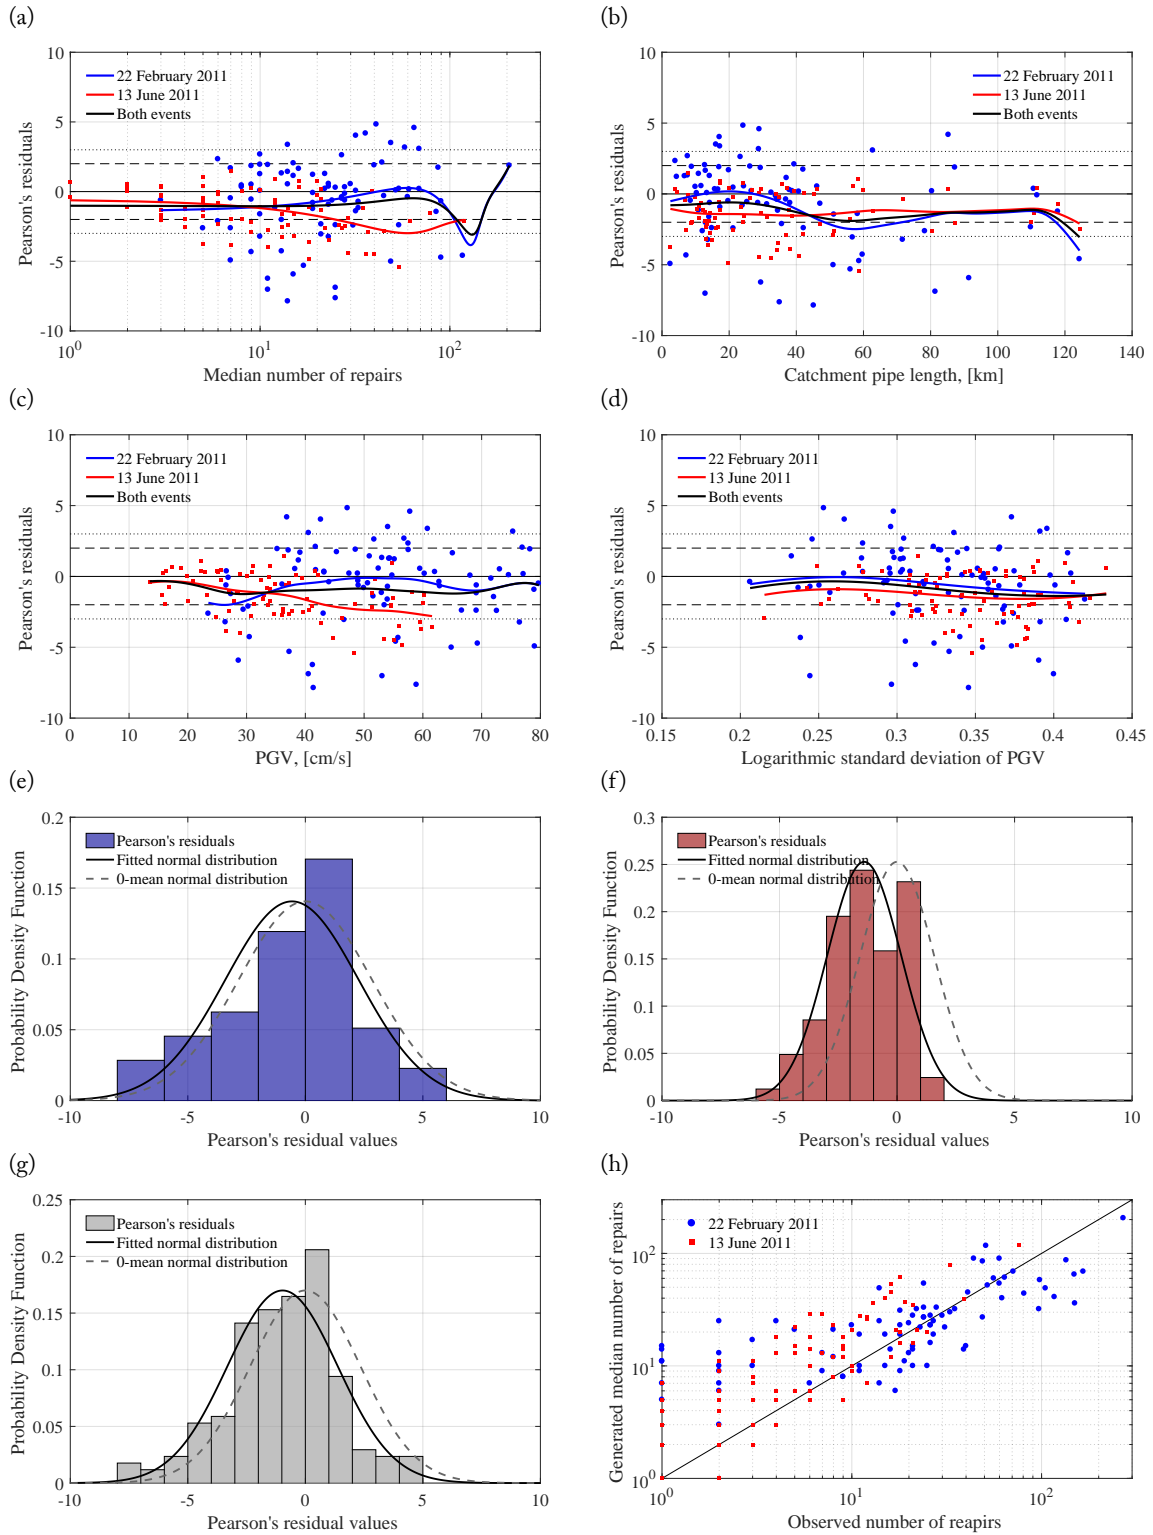 (a)
10
5
0
-5
-10
Pearson's residuals
22 February 2011
13 June 2011
Both events
10^0
10^1
10^2
Median number of repairs
(b)
10
5
0
-5
-10
Pearson's residuals
22 February 2011
13 June 2011
Both events
0 20 40 60 80 100 120 140
Catchment pipe length, [km]
(c)
10
5
0
-5
-10
Pearson's residuals
22 February 2011
13 June 2011
Both events
0 10 20 30 40 50 60 70 80
PGV, [cm/s]
(d)
10
5
0
-5
-10
Pearson's residuals
22 February 2011
13 June 2011
Both events
0.15 0.2 0.25 0.3 0.35 0.4 0.45
Logarithmic standard deviation of PGV
(e)
0.2
0.15
0.1
0.05
0
Probability Density Function
Pearson's residuals
Fitted normal distribution
0-mean normal distribution
-10 -5 0 5 10
Pearson's residual values
(f)
0.3
0.25
0.2
0.15
0.1
0.05
0
Probability Density Function
Pearson's residuals
Fitted normal distribution
0-mean normal distribution
-10 -5 0 5 10
Pearson's residual values
(g)
0.25
0.2
0.15
0.1
0.05
0
Probability Density Function
Pearson's residuals
Fitted normal distribution
0-mean normal distribution
-10 -5 0 5 10
Pearson's residual values
(h)
10^2
10^1
10^0
Generated median number of repairs
22 February 2011
13 June 2011
10^0 10^1 10^2
Observed number of reapirs